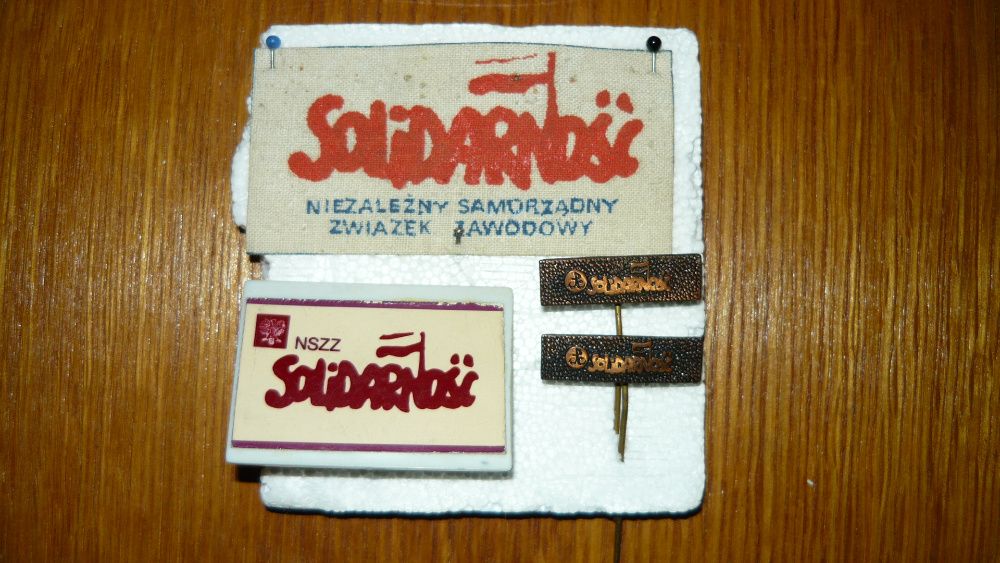 SOLiDARNOŚĆ
NIEZALEŻNY SAMORZĄDNY
ZWIĄZEK ZAWODOWY
NSZZ
SOLiDARNOŚĆ
SOLiDARNOŚĆ
SOLiDARNOŚĆ